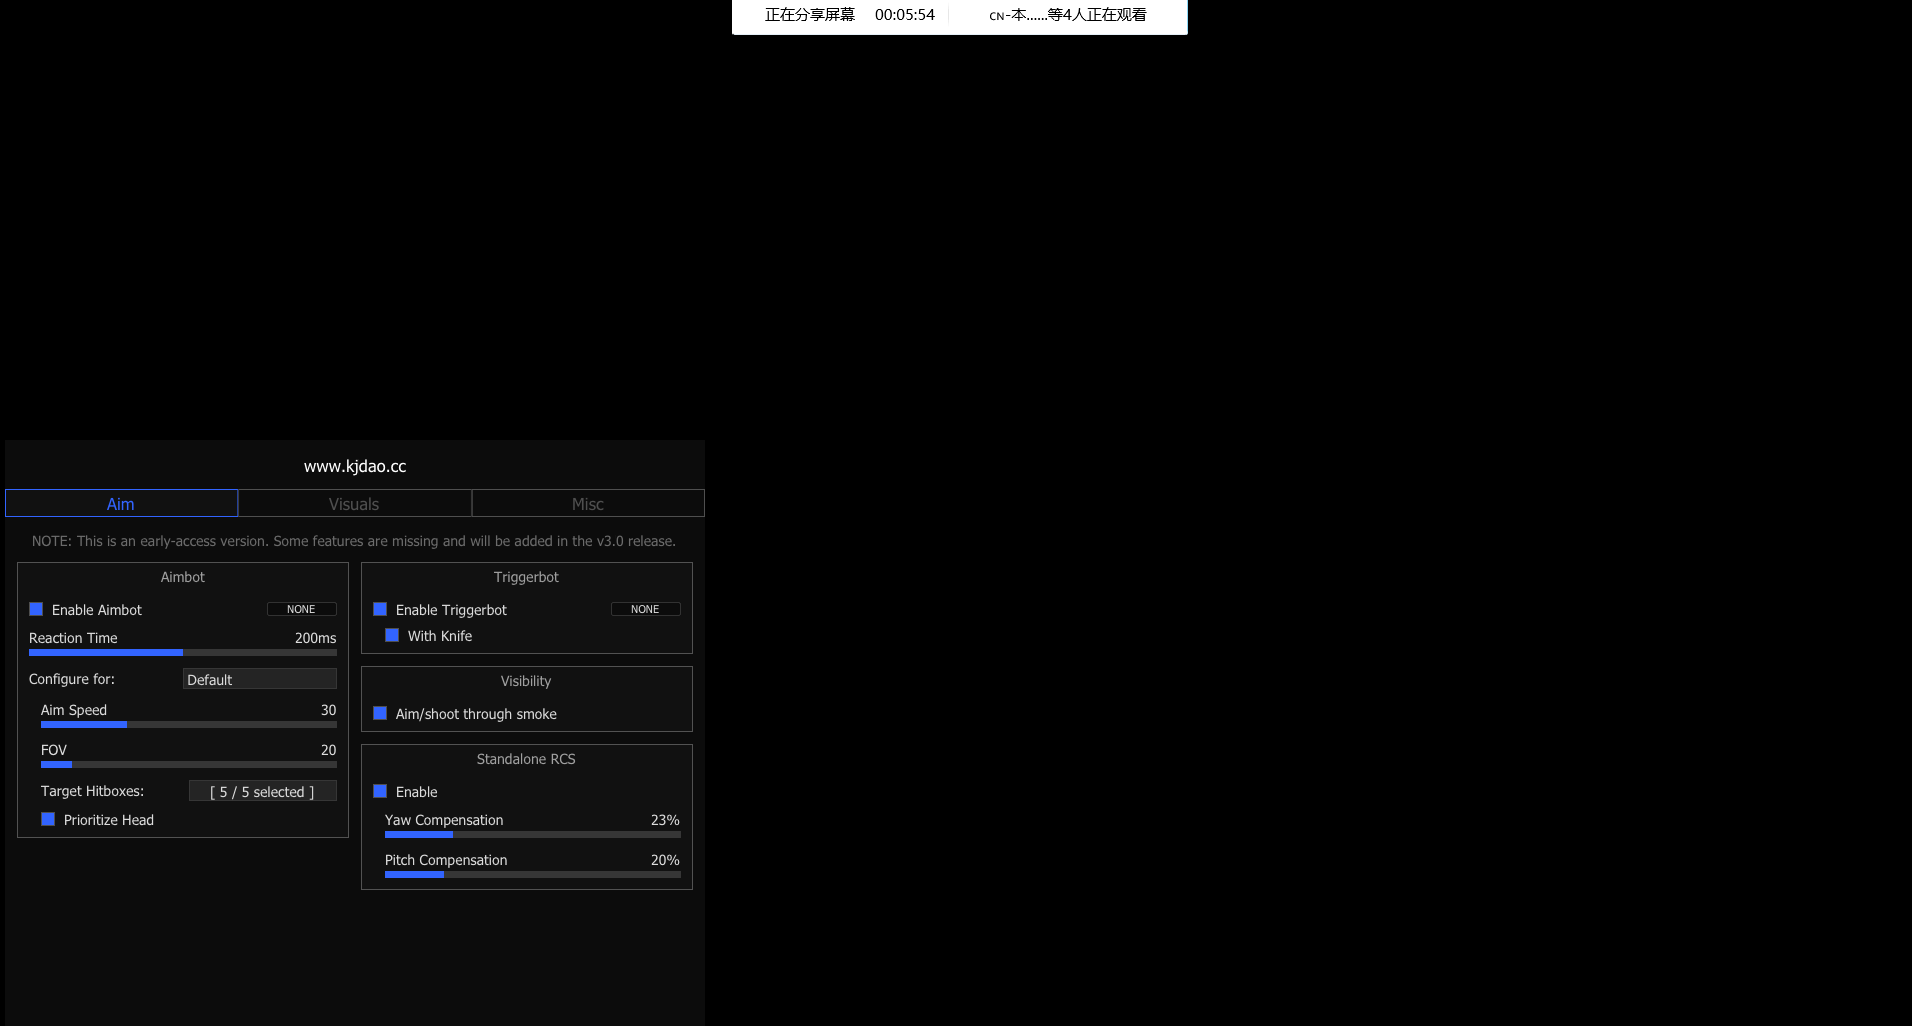 正在分享屏幕 00:05:54 CN-本......等4人正在观看
www.kjdao.cc
Aim Visuals Misc
NOTE: This is an early-access version. Some features are missing and will be added in the v3.0 release.
Aimbot
Enable Aimbot NONE
Reaction Time 200ms
Configure for: Default
Aim Speed 30
FOV 20
Target Hitboxes: [ 5 / 5 selected ]
Prioritize Head
Triggerbot
Enable Triggerbot NONE
With Knife
Visibility
Aim/shoot through smoke
Standalone RCS
Enable
Yaw Compensation 23%
Pitch Compensation 20%